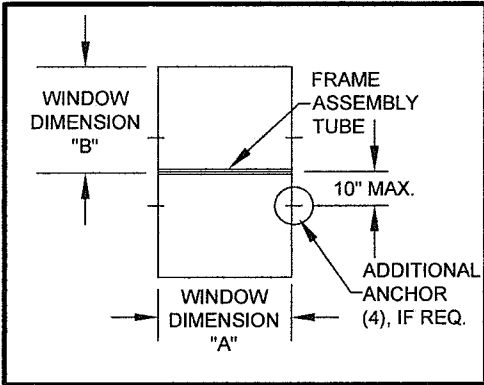 WINDOW
DIMENSION
"B"
FRAME
ASSEMBLY
TUBE
10" MAX.
ADDITIONAL
ANCHOR
(4), IF REQ.
WINDOW
DIMENSION
"A"